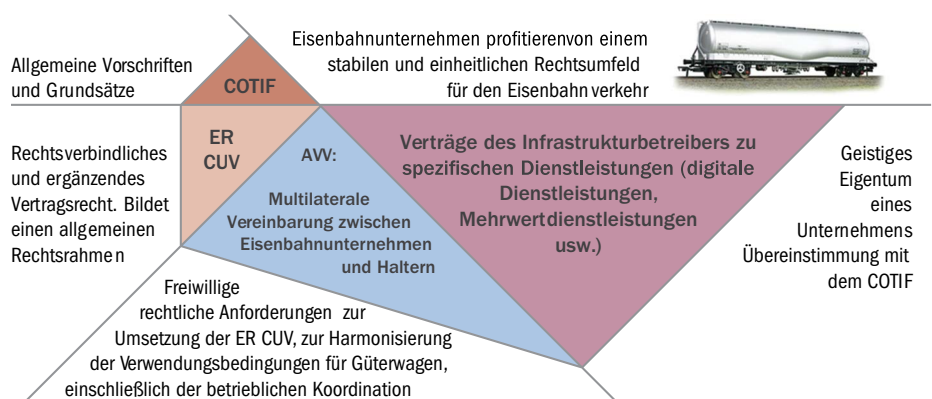 Allgemeine Vorschriften
und Grundsätze
COTIF
Eisenbahnunternehmen profitierenvon einem
stabilen und einheitlichen Rechtsumfeld
für den Eisenbahnverkehr
Rechtsverbindliches
und ergänzendes
Vertragsrecht. Bildet
einen allgemeinen
Rechtsrahmen
ER
CUV
AVV:
Multilaterale
Vereinbarung zwischen
Eisenbahnunternehmen
und Haltern
Verträge des Infrastrukturbetreibers zu
spezifischen Dienstleistungen (digitale
Dienstleistungen,
Mehrwertdienstleistungen
usw.)
Geistiges
Eigentum
eines
Unternehmens
Übereinstimmung mit
dem COTIF
Freiwillige
rechtliche Anforderungen zur
Umsetzung der ER CUV, zur Harmonisierung
der Verwendungsbedingungen für Güterwagen,
einschließlich der betrieblichen Koordination